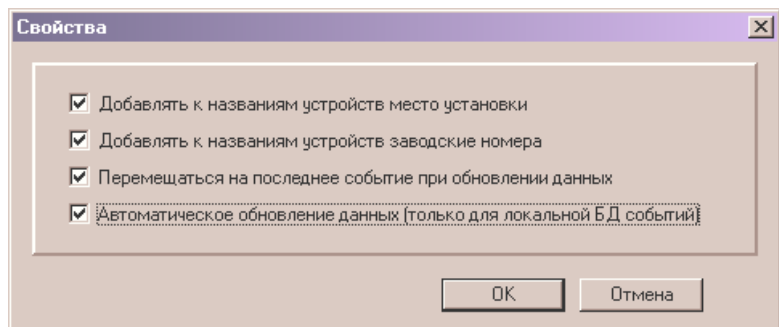 Свойства
Добавлять к названиям устройств место установки
Добавлять к названиям устройств заводские номера
Перемещаться на последнее событие при обновлении данных
Автоматическое обновление данных (только для локальной БД событий)
OK Отмена